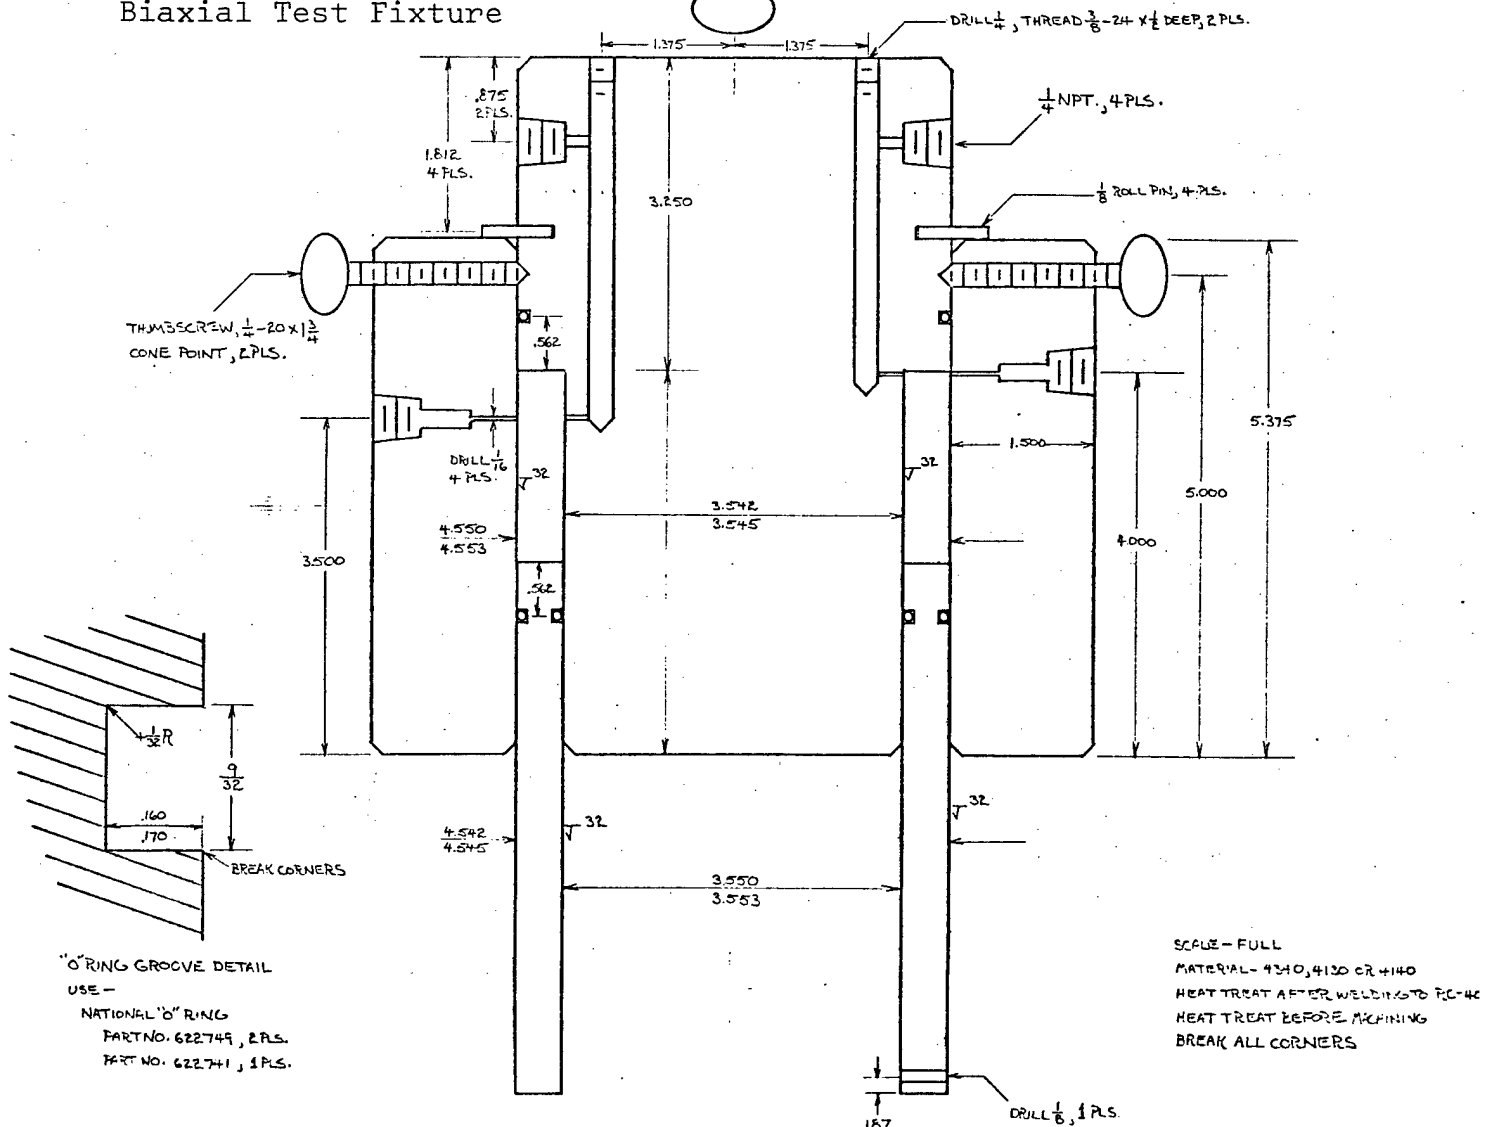 Biaxial Test Fixture
DRILL 1/4, THREAD 3/8-24 X 1/2 DEEP, 2 PLS.
1.375
1.375
.875
2 PLS.
1/4 NPT., 4 PLS.
1.812
4 PLS.
1/8 ROLL PIN, 4 PLS.
3.250
THUMBSCREW, 1/4-20 X 1 3/4
CONE POINT, 2 PLS.
.562
5.375
1.500
DRILL 1/16
4 PLS.
32
32
5.000
3.542
3.545
4.550
4.553
4.000
3.500
.562
1/32 R
9/32
.160
.170
32
32
4.542
4.545
BREAK CORNERS
3.550
3.553
"O" RING GROOVE DETAIL
USE -
NATIONAL "O" RING
PART NO. 622749, 2 PLS.
PART NO. 622741, 1 PLS.
SCALE - FULL
MATERIAL - 4340, 4130 OR 4140
HEAT TREAT AFTER WELDING TO
HEAT TREAT BEFORE MACHINING
BREAK ALL CORNERS
DRILL 1/8, 1 PLS.
.187